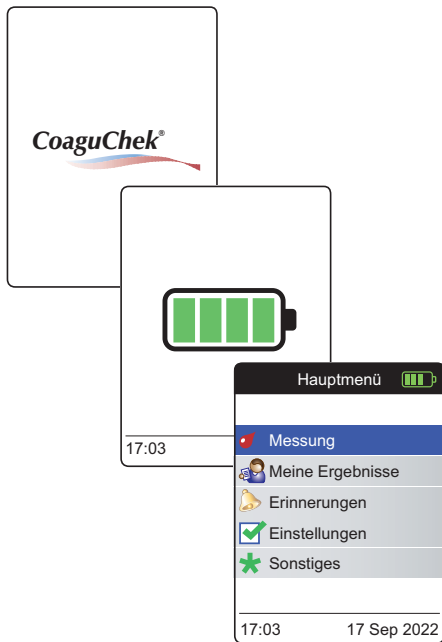 CoaguChek®
17:03
Hauptmenü
Messung
Meine Ergebnisse
Erinnerungen
Einstellungen
Sonstiges
17:03 17 Sep 2022